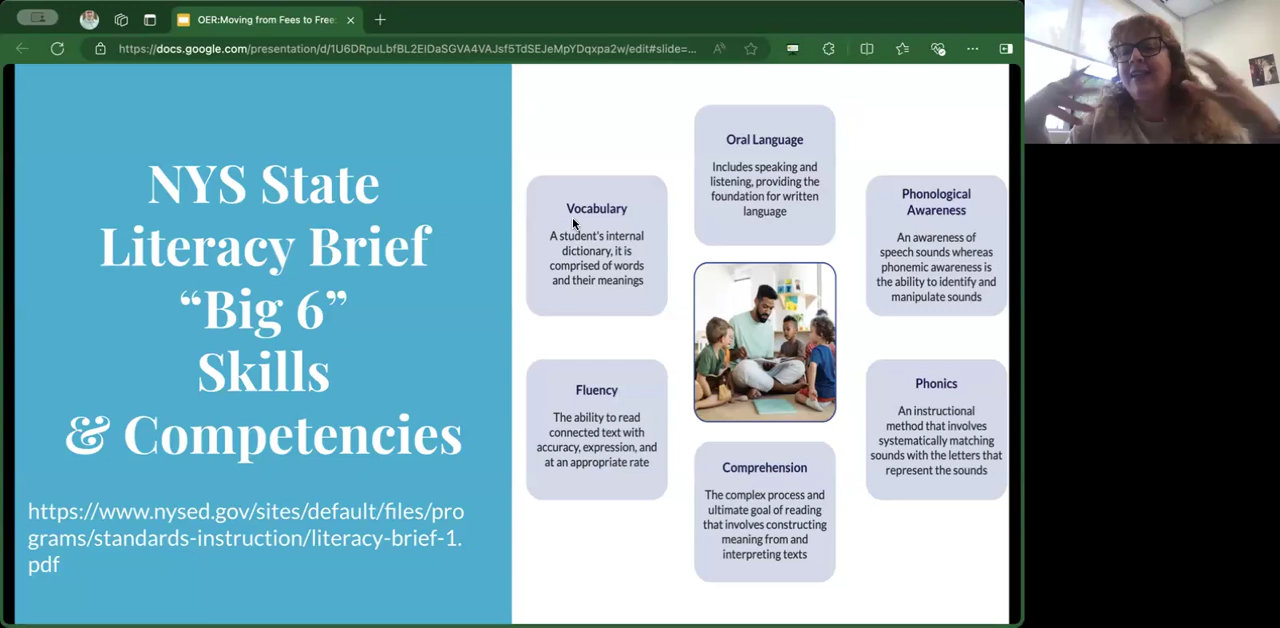 OER:Moving from Fees to Free
https://docs.google.com/presentation/d/1U6DRpuLbfBL2EIDaSGVA4VAJsf5TdSEJeMpYDqxpa2w/edit#slide=...
NYS State
Literacy Brief
“Big 6”
Skills
& Competencies
https://www.nysed.gov/sites/default/files/pro
grams/standards-instruction/literacy-brief-1.
pdf
Oral Language
Includes speaking and
listening, providing the
foundation for written
language
Vocabulary
A student's internal
dictionary, it is
comprised of words
and their meanings
Phonological
Awareness
An awareness of
speech sounds whereas
phonemic awareness is
the ability to identify and
manipulate sounds
Fluency
The ability to read
connected text with
accuracy, expression, and
at an appropriate rate
Phonics
An instructional
method that involves
systematically matching
sounds with the letters that
represent the sounds
Comprehension
The complex process and
ultimate goal of reading
that involves constructing
meaning from and
interpreting texts